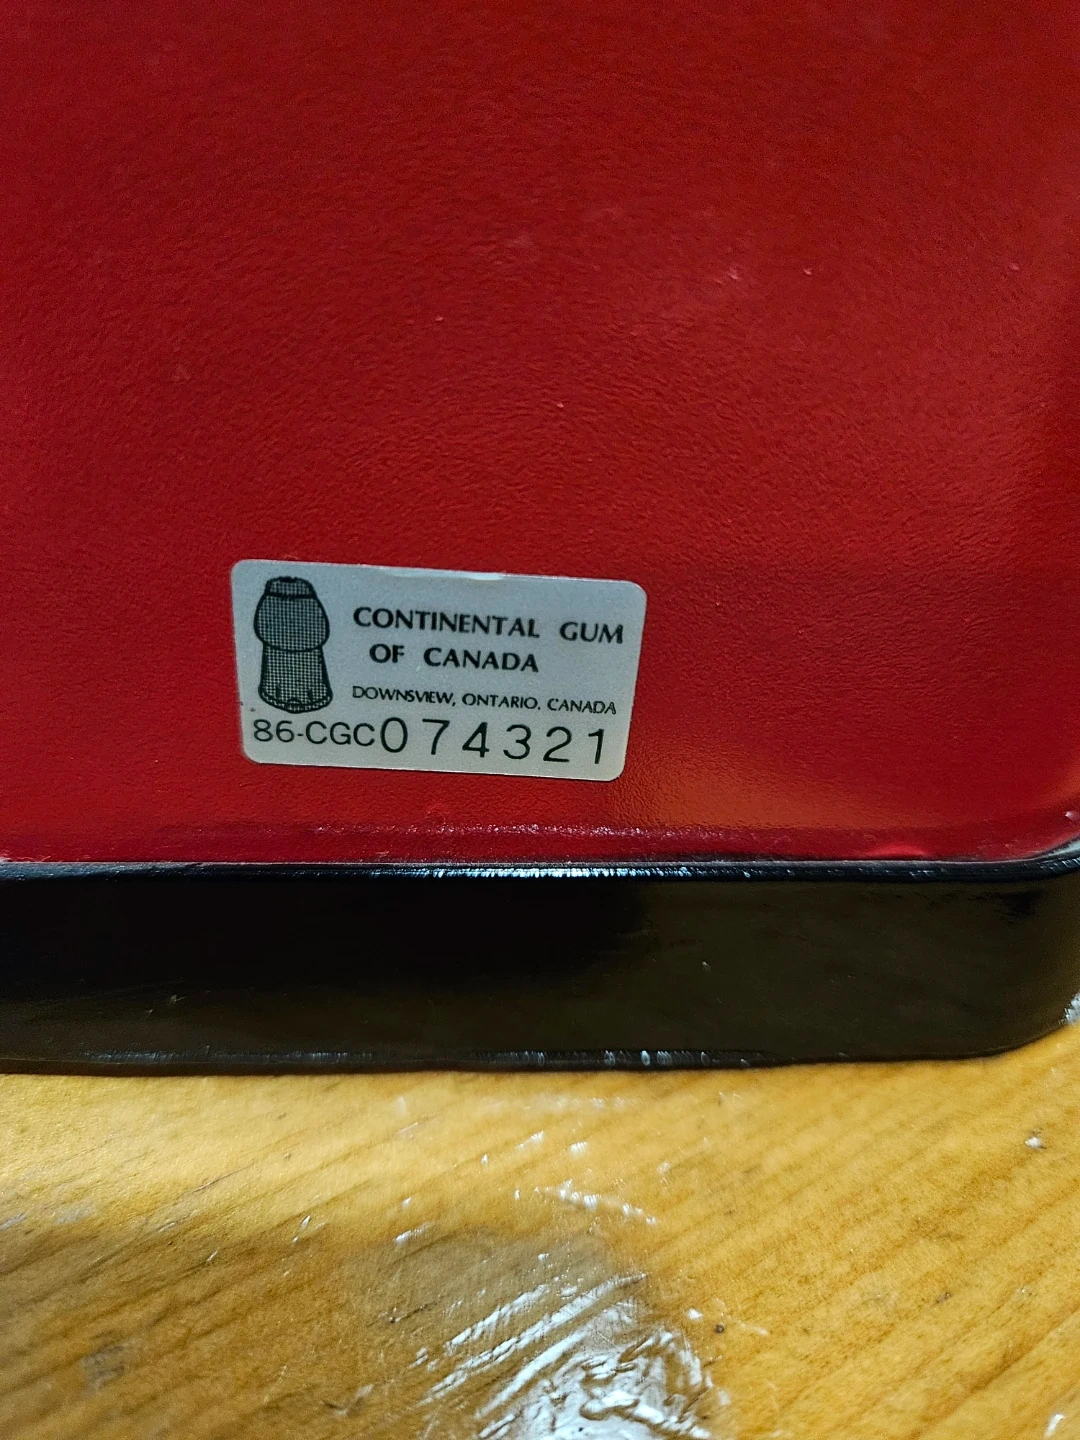 CONTINENTAL GUM
OF CANADA
DOWNSVIEW, ONTARIO, CANADA
86-CGC074321